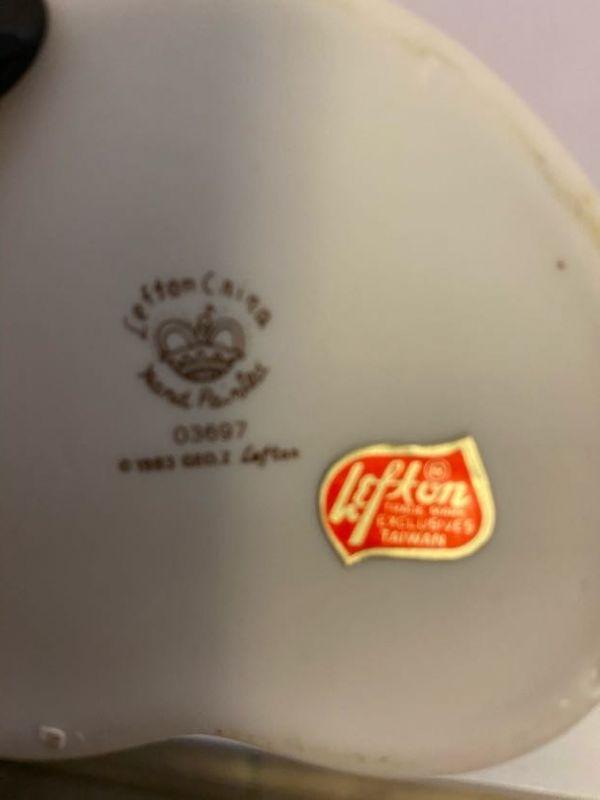 Lefton China
Hand Painted
03697
© 1983 GEO.Z Lefton
Lefton
TRADE MARK
EXCLUSIVES
TAIWAN